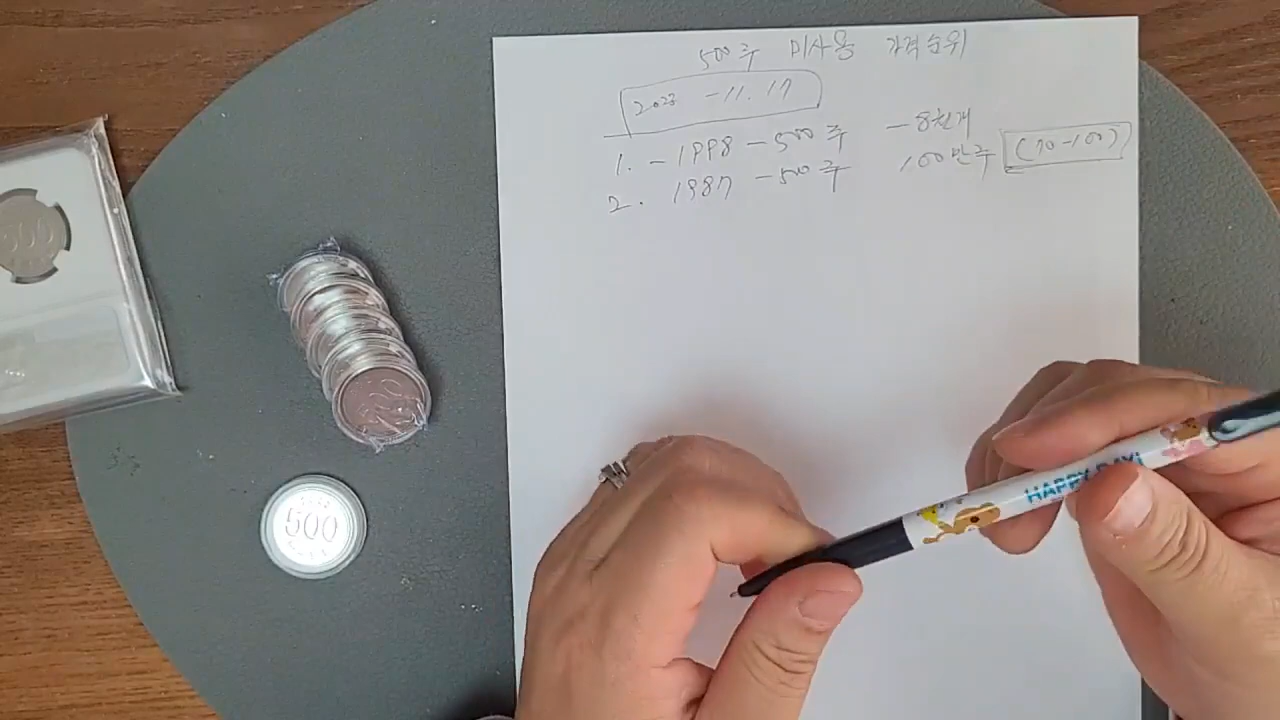 500주 미사용 가격순위
2023 -11. 17
1. - 1998 - 500주 - 8천개
2. 1987 - 500주 100만주 (70-100)
HAPPY DAY!
500
500